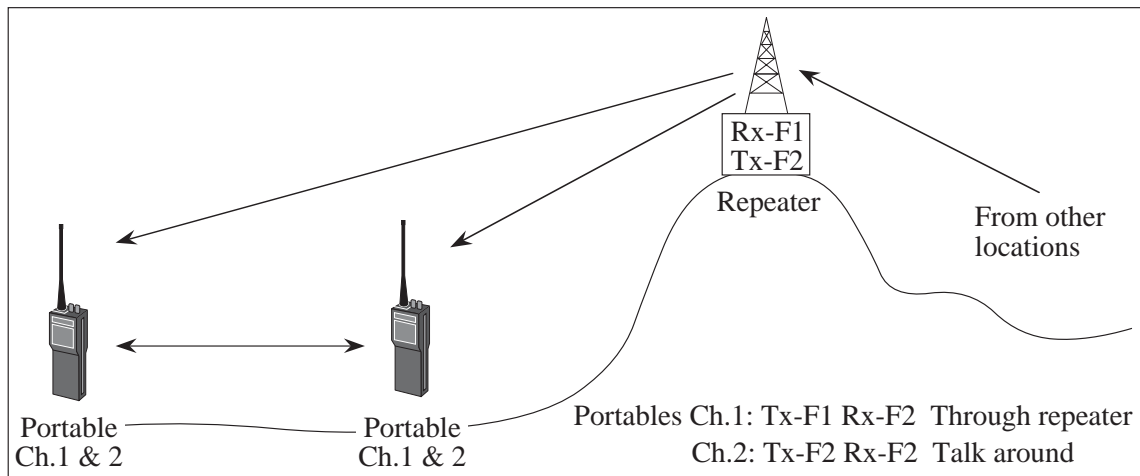 Rx-F1
Tx-F2
Repeater
From other
locations
Portable
Ch.1 & 2
Portable
Ch.1 & 2
Portables Ch.1: Tx-F1 Rx-F2 Through repeater
Ch.2: Tx-F2 Rx-F2 Talk around